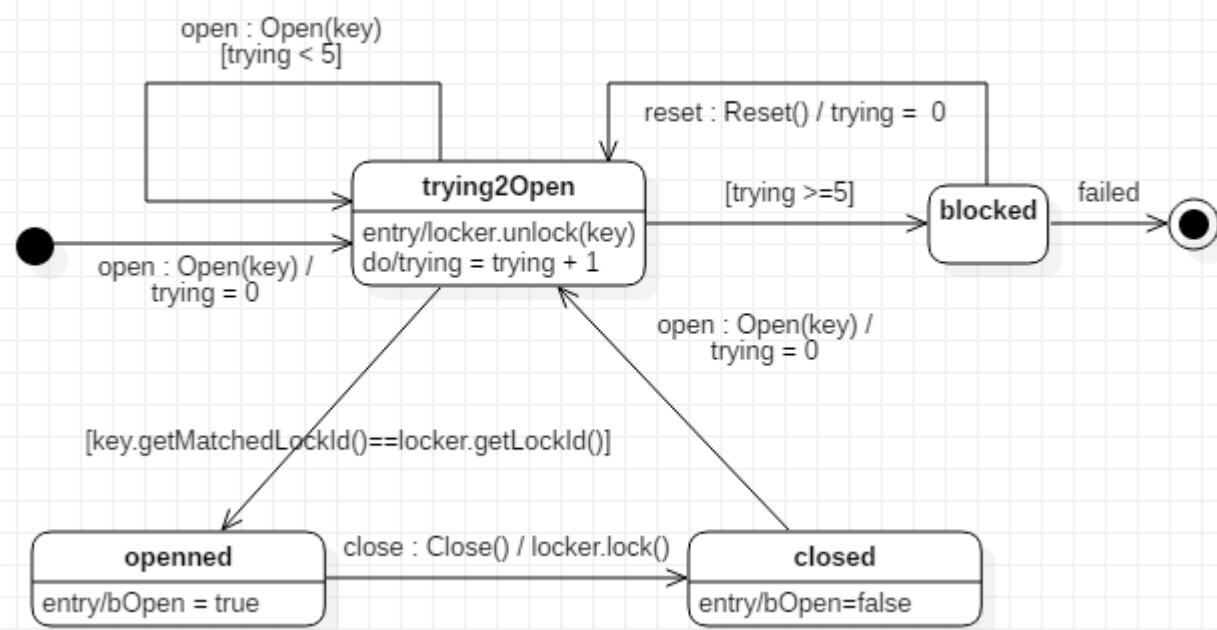 open : Open(key)
[trying < 5]
reset : Reset() / trying =  0
trying2Open
entry/locker.unlock(key)
do/trying = trying + 1
[trying >=5]
blocked
failed
open : Open(key) /
trying = 0
open : Open(key) /
trying = 0
[key.getMatchedLockId()==locker.getLockId()]
openned
entry/bOpen = true
close : Close() / locker.lock()
closed
entry/bOpen=false